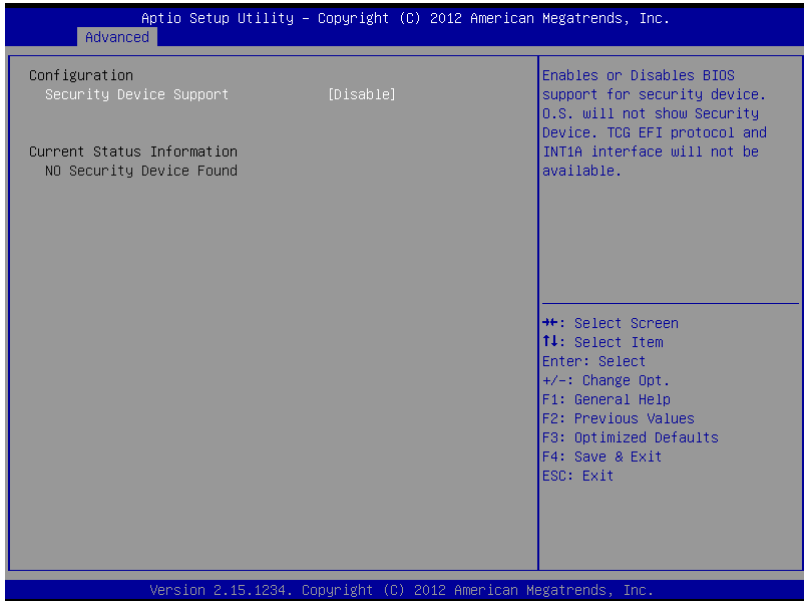 Aptio Setup Utility – Copyright (C) 2012 American Megatrends, Inc.
Advanced
Configuration
Security Device Support [Disable]
Current Status Information
NO Security Device Found
Enables or Disables BIOS
support for security device.
O.S. will not show Security
Device. TCG EFI protocol and
INT1A interface will not be
available.
→←: Select Screen
↑↓: Select Item
Enter: Select
+/-: Change Opt.
F1: General Help
F2: Previous Values
F3: Optimized Defaults
F4: Save & Exit
ESC: Exit
Version 2.15.1234. Copyright (C) 2012 American Megatrends, Inc.